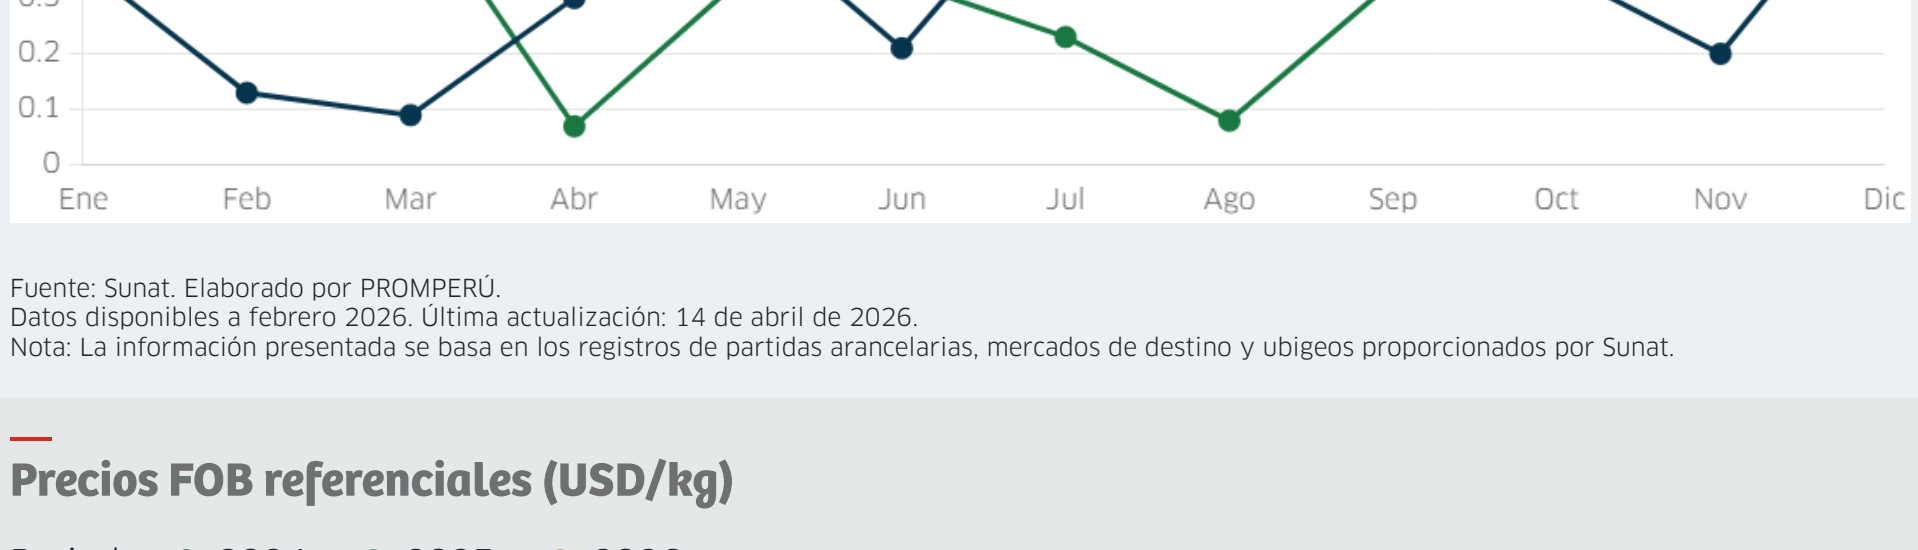 0.3
0.2
0.1
0
Ene Feb Mar Abr May Jun Jul Ago Sep Oct Nov Dic
Fuente: Sunat. Elaborado por PROMPERÚ.
Datos disponibles a febrero 2026. Última actualización: 14 de abril de 2026.
Nota: La información presentada se basa en los registros de partidas arancelarias, mercados de destino y ubigeos proporcionados por Sunat.
Precios FOB referenciales (USD/kg)